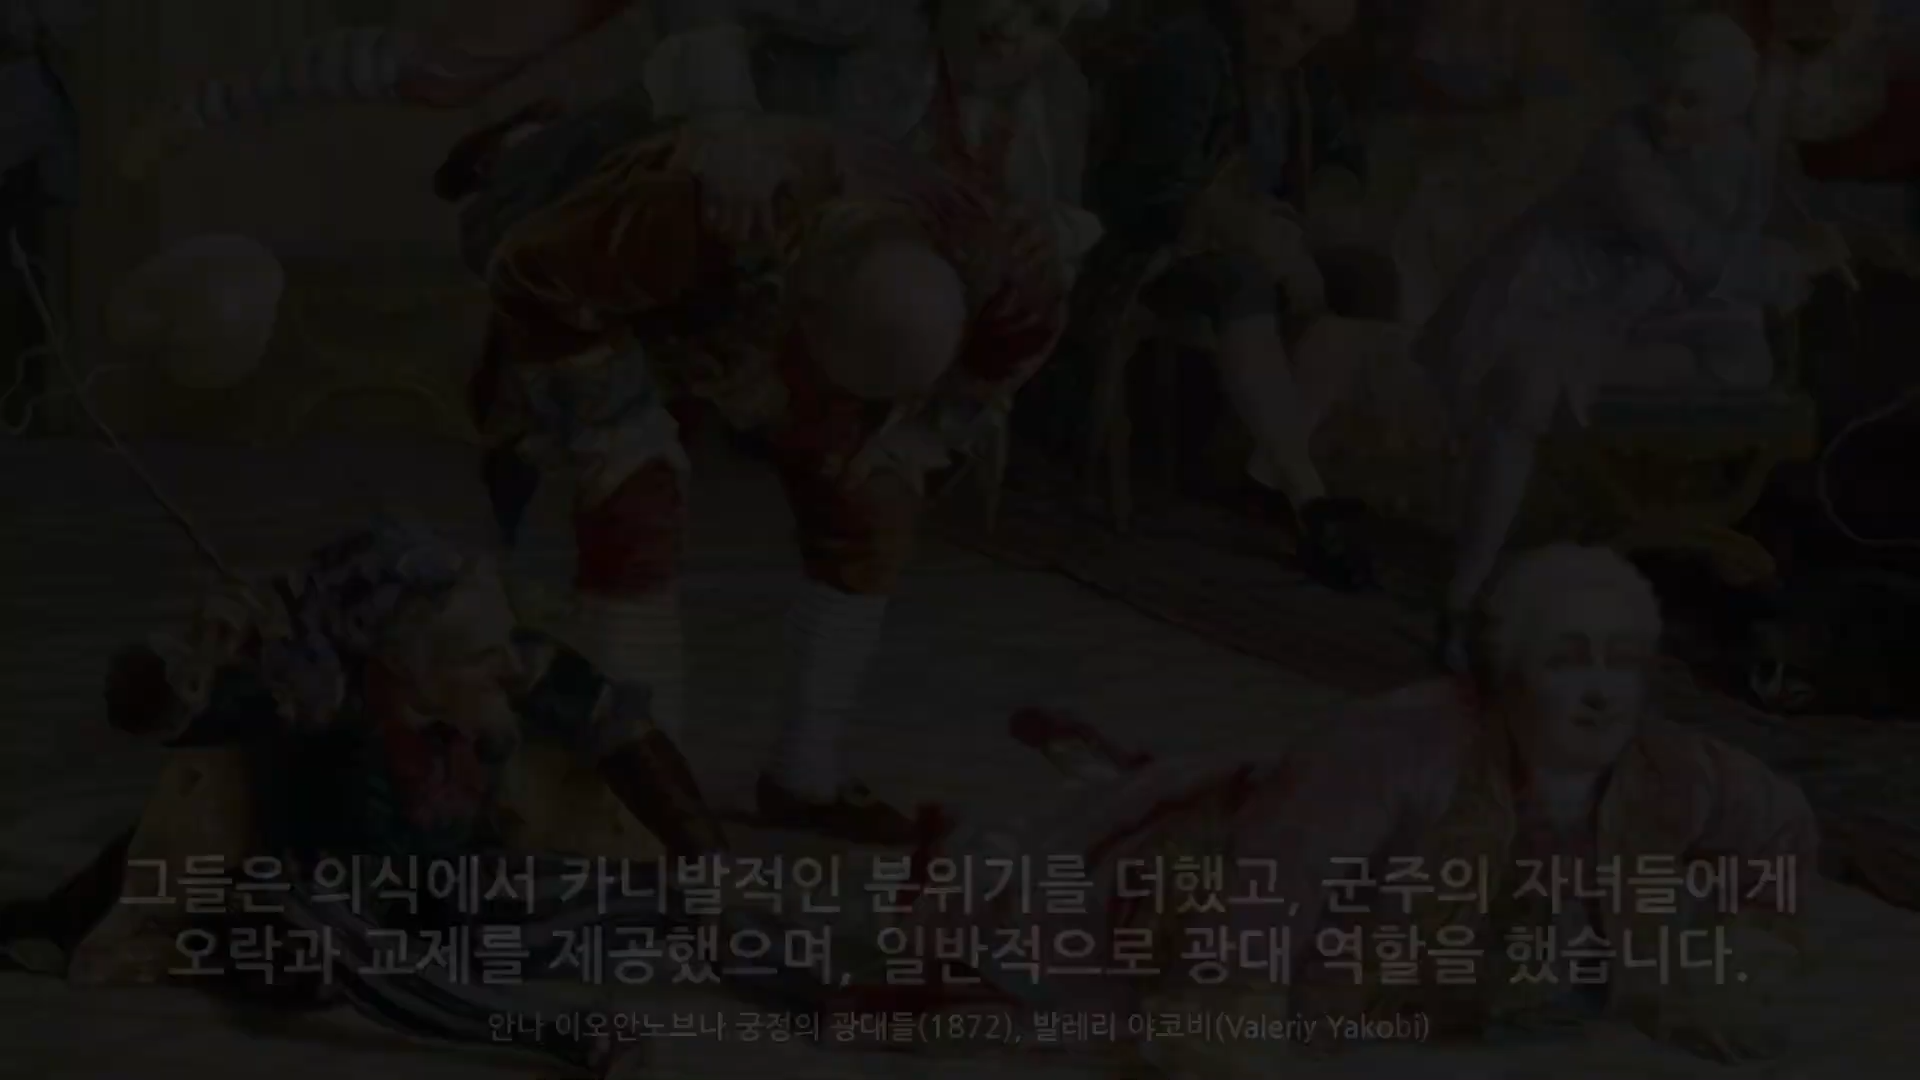 그들은 의식에서 카니발적인 분위기를 더했고, 군주의 자녀들에게
오락과 교제를 제공했으며, 일반적으로 광대 역할을 했습니다.
안나 이오안노브나 궁정의 광대들(1872), 발레리 야코비(Valeriy Yakobi)